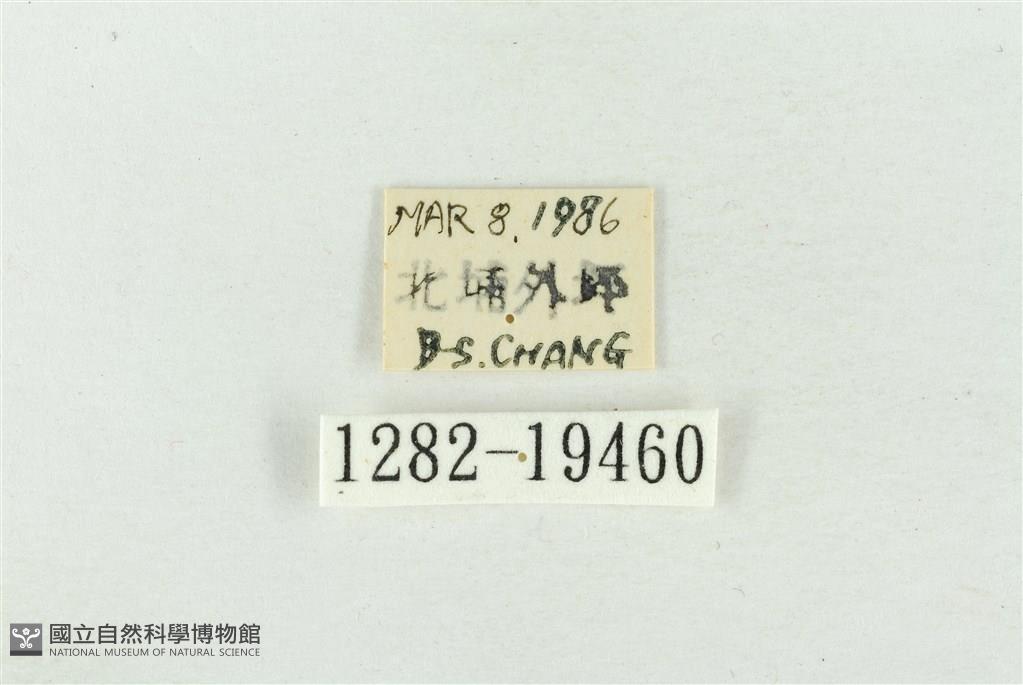 MAR 8, 1986
北埔外坪
B-S. CHANG
1282-19460
國立自然科學博物館
NATIONAL MUSEUM OF NATURAL SCIENCE